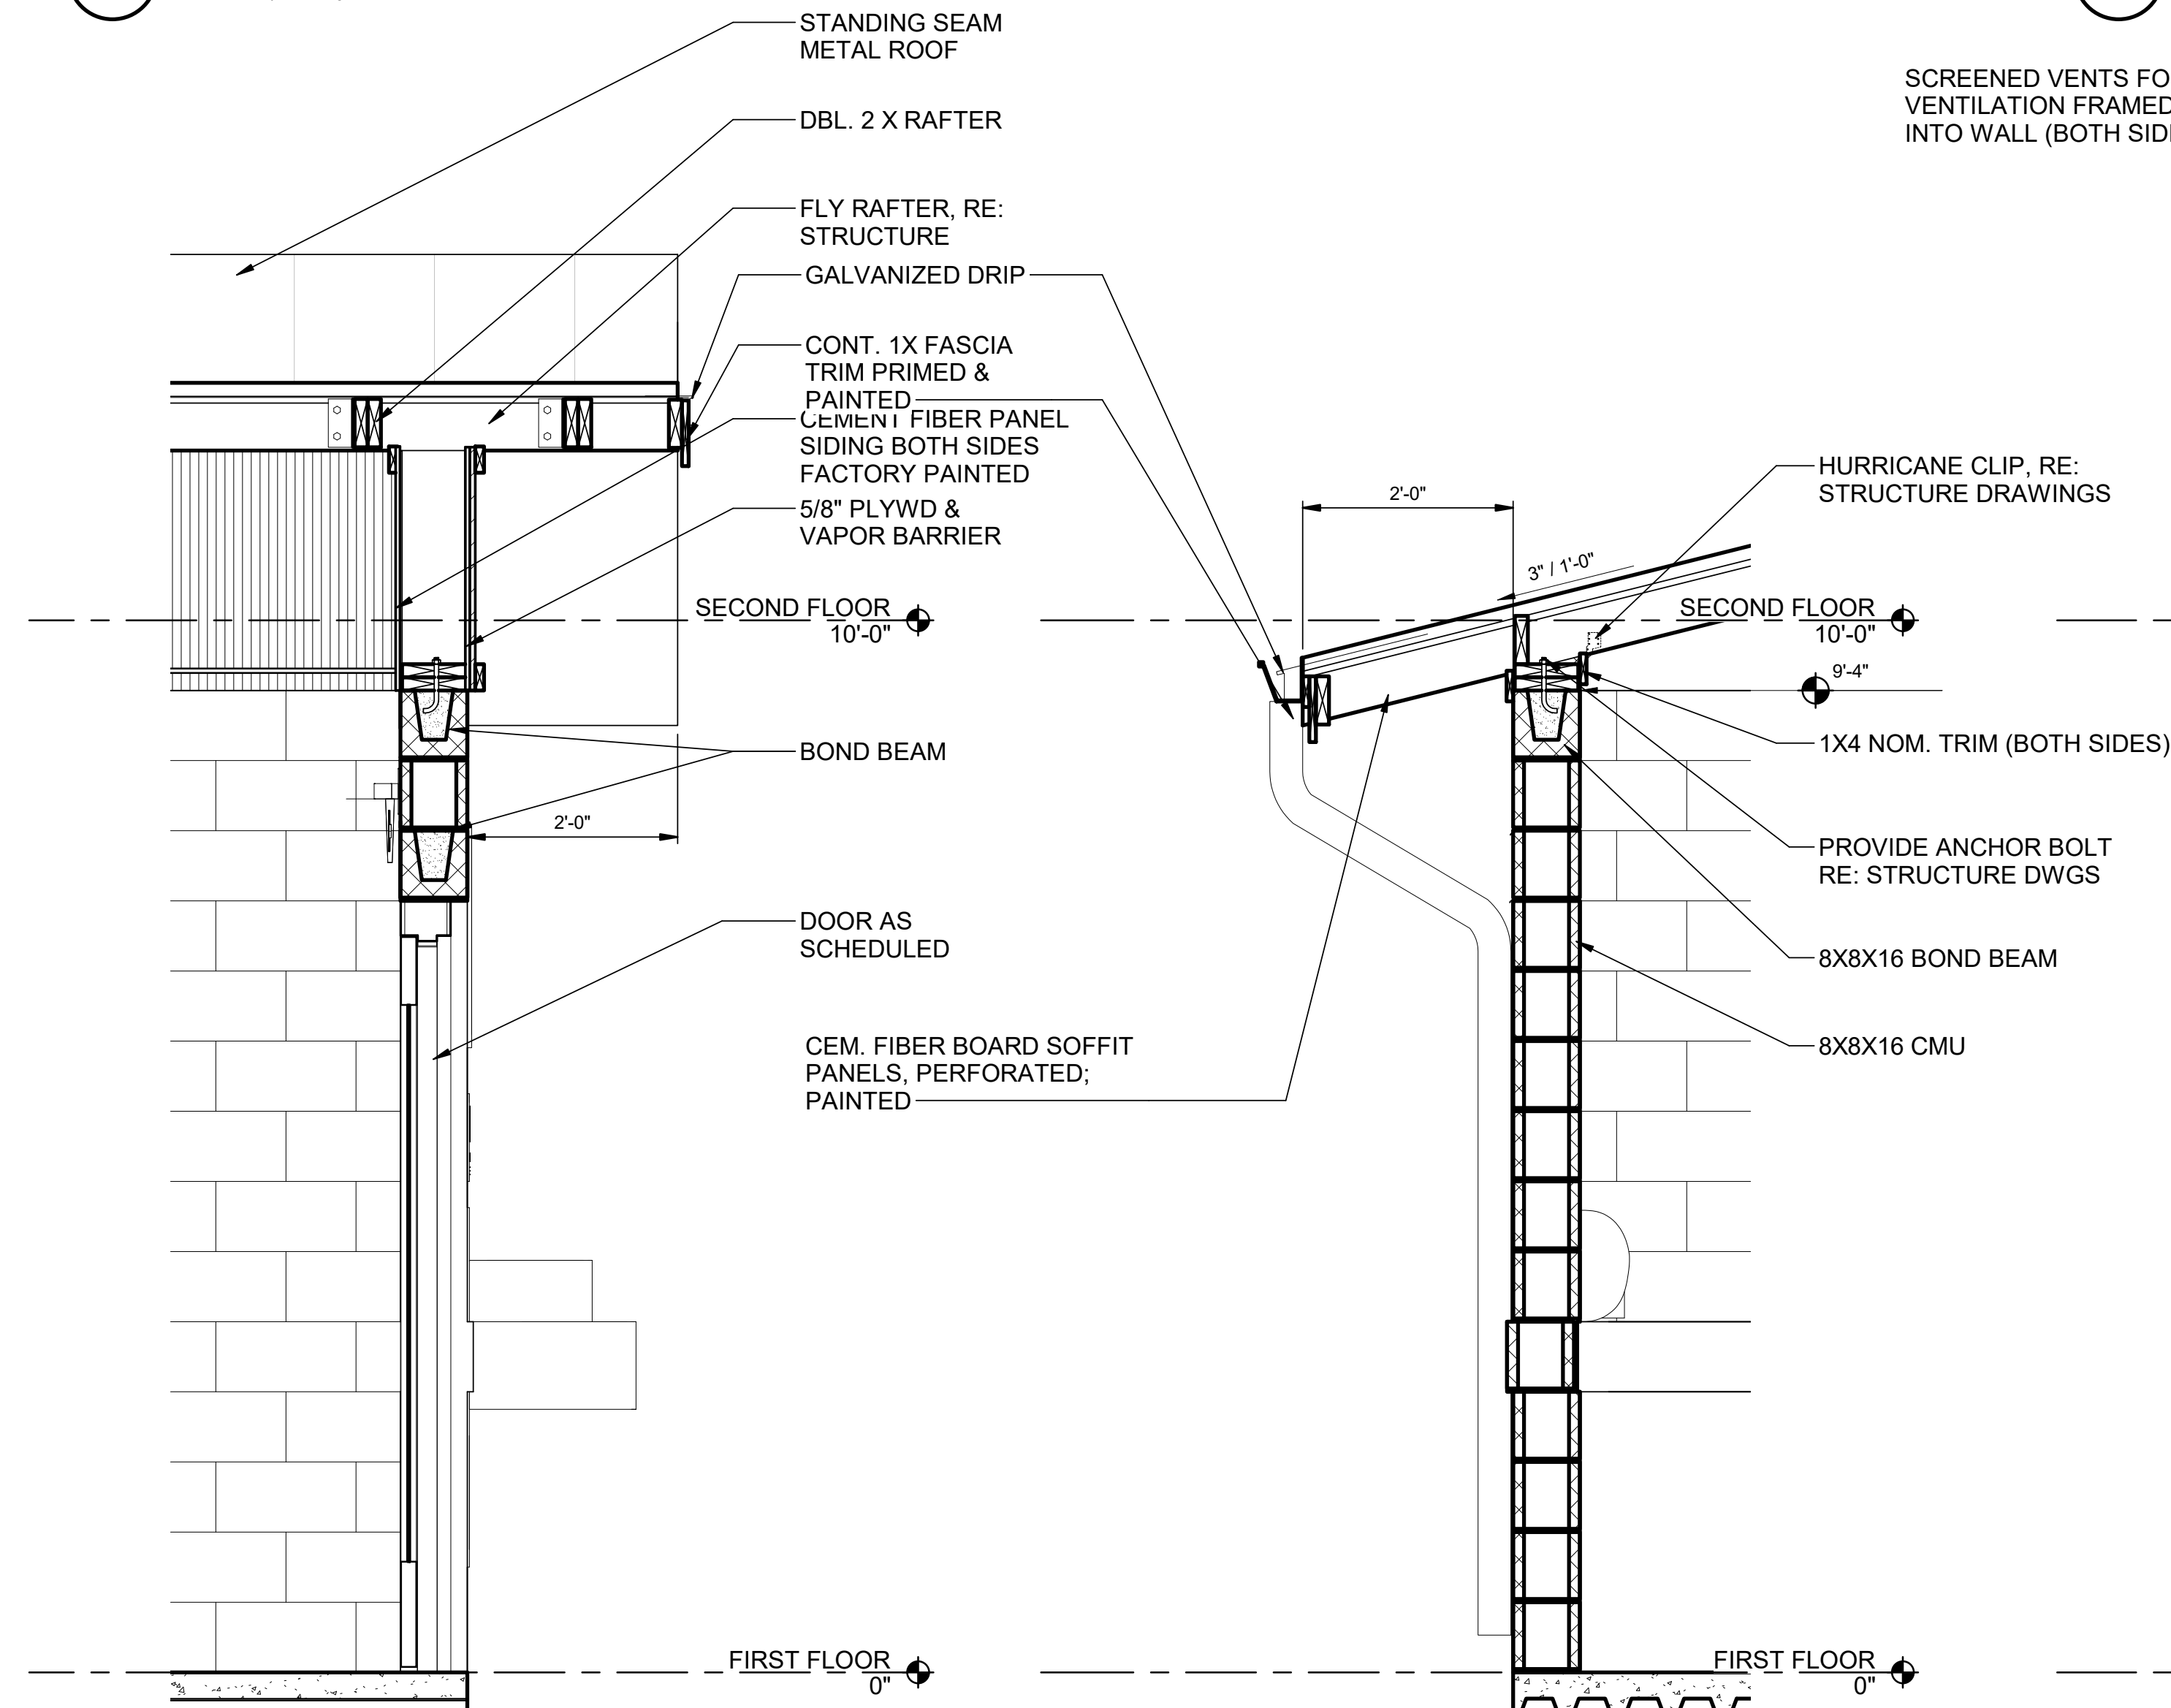 STANDING SEAM
METAL ROOF
DBL. 2 X RAFTER
FLY RAFTER, RE:
STRUCTURE
GALVANIZED DRIP
CONT. 1X FASCIA
TRIM PRIMED &
PAINTED
CEMENT FIBER PANEL
SIDING BOTH SIDES
FACTORY PAINTED
5/8" PLYWD &
VAPOR BARRIER
SECOND FLOOR
10'-0"
BOND BEAM
2'-0"
DOOR AS
SCHEDULED
CEM. FIBER BOARD SOFFIT
PANELS, PERFORATED;
PAINTED
FIRST FLOOR
0"
SCREENED VENTS FO
VENTILATION FRAMED
INTO WALL (BOTH SID
HURRICANE CLIP, RE:
STRUCTURE DRAWINGS
2'-0"
3" / 1'-0"
SECOND FLOOR
10'-0"
9'-4"
1X4 NOM. TRIM (BOTH SIDES)
PROVIDE ANCHOR BOLT
RE: STRUCTURE DWGS
8X8X16 BOND BEAM
8X8X16 CMU
FIRST FLOOR
0"